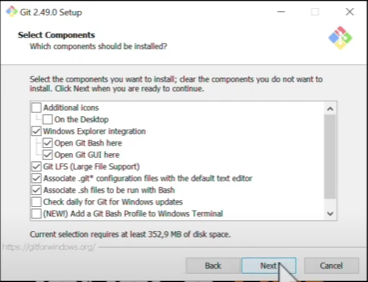 Git 2.49.0 Setup
Select Components
Which components should be installed?
Select the components you want to install; clear the components you do not want to
install. Click Next when you are ready to continue.
Additional icons
On the Desktop
Windows Explorer integration
Open Git Bash here
Open Git GUI here
Git LFS (Large File Support)
Associate .git* configuration files with the default text editor
Associate .sh files to be run with Bash
Check daily for Git for Windows updates
(NEW!) Add a Git Bash Profile to Windows Terminal
Current selection requires at least 352,9 MB of disk space.
https://gitforwindows.org/
Back
Next
Cancel